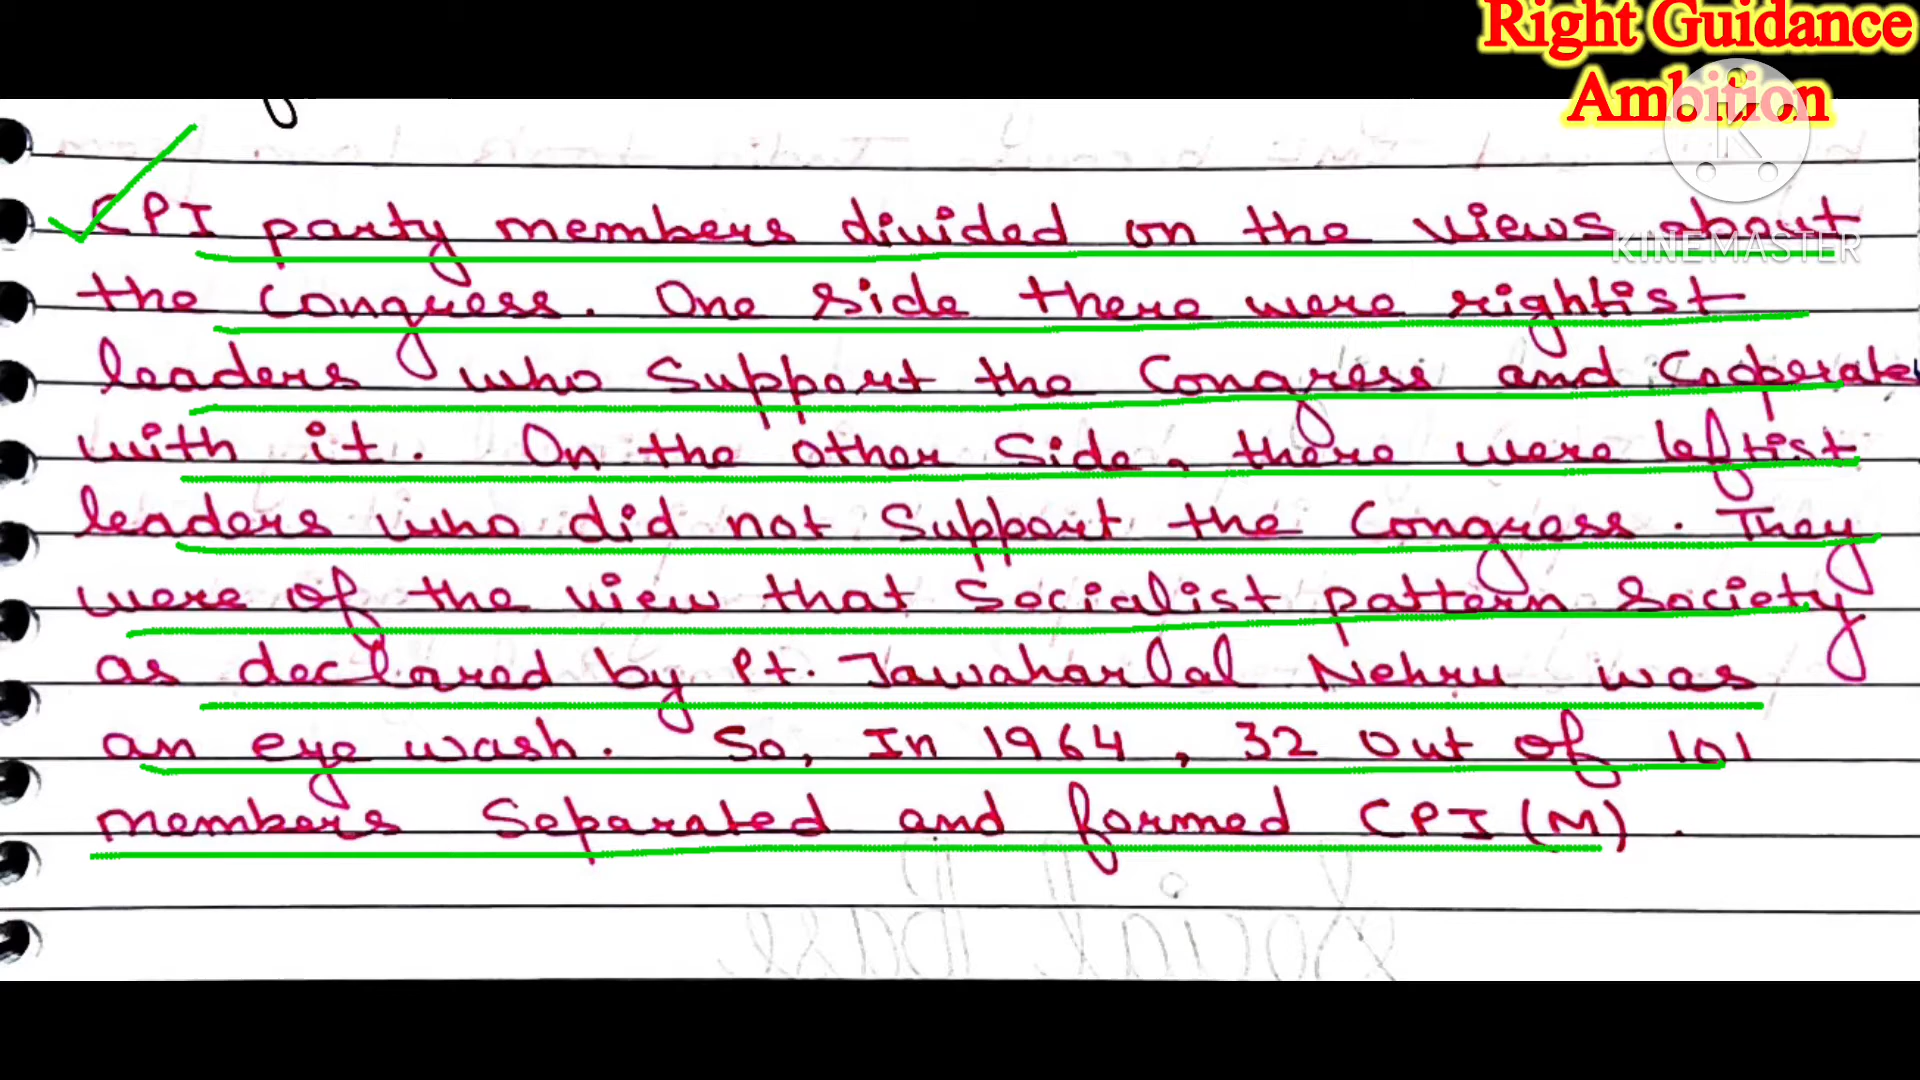 Right Guidance
Ambition
KINEMASTER
CPI party members divided on the views about
the Congress. One side there were rightist
leaders who support the Congress and Cooperate
with it. On the other side, there were leftist
leaders who did not support the Congress. They
were of the view that Socialist pattern Society
as declared by Pt. Jawaharlal Nehru was
an eye wash. So, In 1964, 32 out of 101
members separated and formed CPI (M).